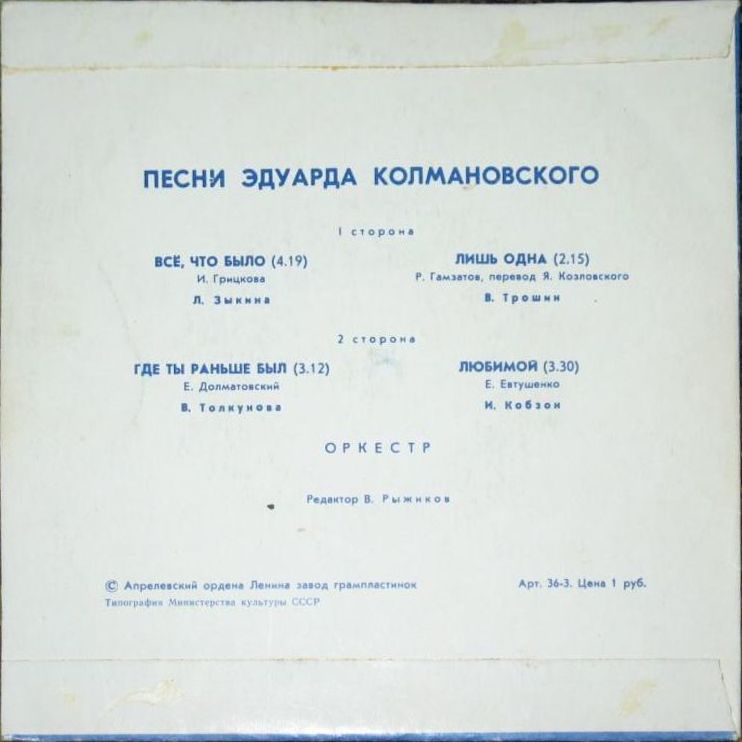 ПЕСНИ ЭДУАРДА КОЛМАНОВСКОГО
1 сторона
ВСЁ, ЧТО БЫЛО (4.19)
И. Грицкова
Л. Зыкина
ЛИШЬ ОДНА (2.15)
Р. Гамзатов, перевод Я. Козловского
В. Трошин
2 сторона
ГДЕ ТЫ РАНЬШЕ БЫЛ (3.12)
Е. Долматовский
В. Толкунова
ЛЮБИМОЙ (3.30)
Е. Евтушенко
И. Кобзон
ОРКЕСТР
Редактор В. Рыжиков
© Апрелевский ордена Ленина завод грампластинок
Типография Министерства культуры СССР
Арт. 36-3. Цена 1 руб.